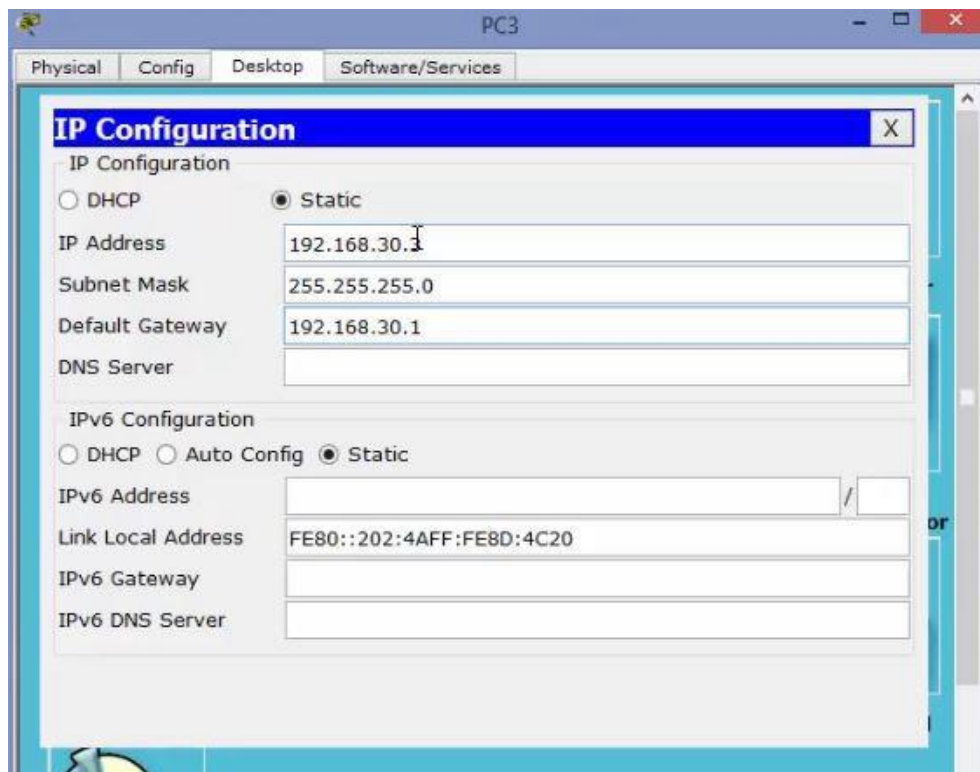 PC3
Physical Config Desktop Software/Services
IP Configuration X
IP Configuration
DHCP Static
IP Address 192.168.30.3
Subnet Mask 255.255.255.0
Default Gateway 192.168.30.1
DNS Server
IPv6 Configuration
DHCP Auto Config Static
IPv6 Address /
Link Local Address FE80::202:4AFF:FE8D:4C20
IPv6 Gateway
IPv6 DNS Server
or